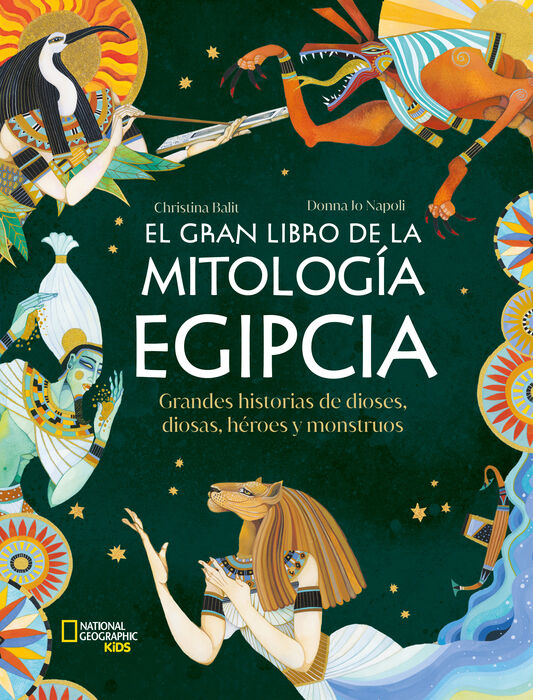 Christina Balit
Donna Jo Napoli
EL GRAN LIBRO DE LA
MITOLOGÍA
EGIPCIA
Grandes historias de dioses,
diosas, héroes y monstruos
NATIONAL
GEOGRAPHIC
KiDS